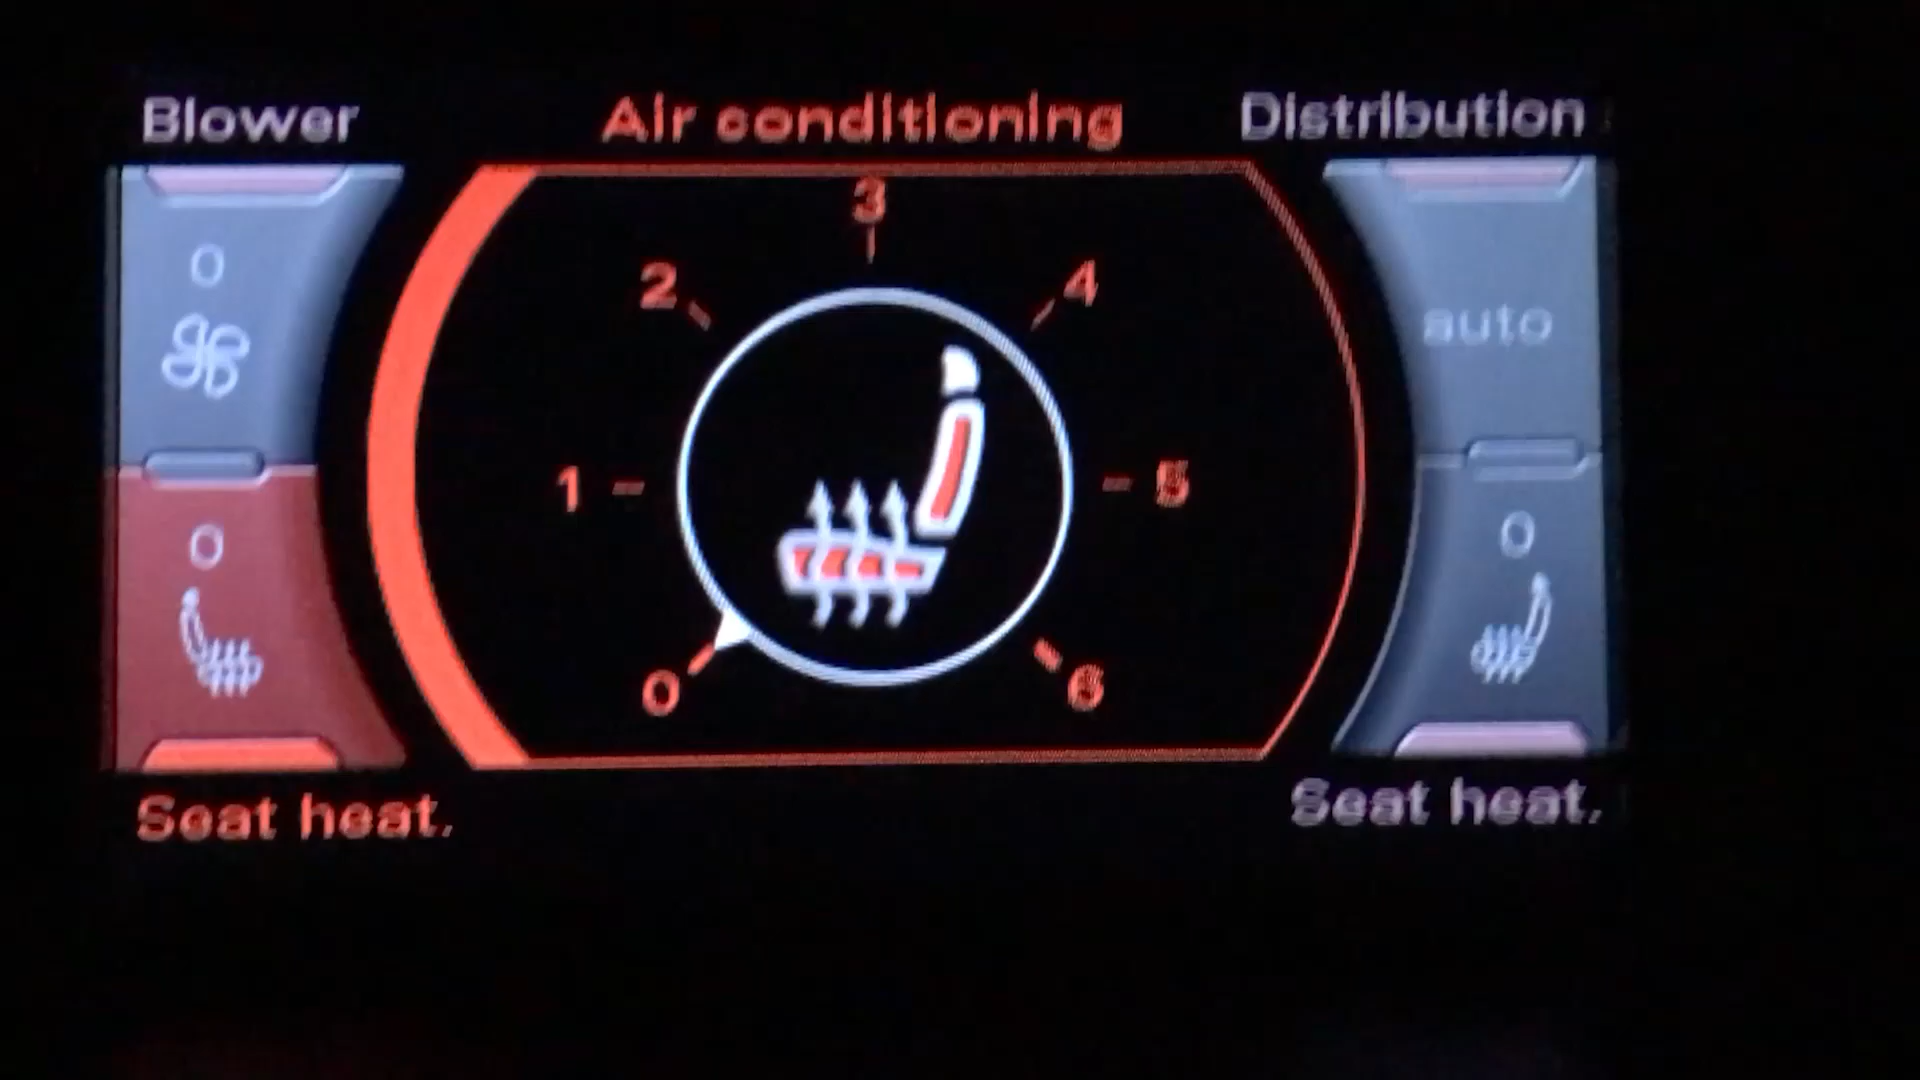 Blower
Air conditioning
Distribution
3
0
2
4
auto
1
5
0
0
0
6
Seat heat.
Seat heat.